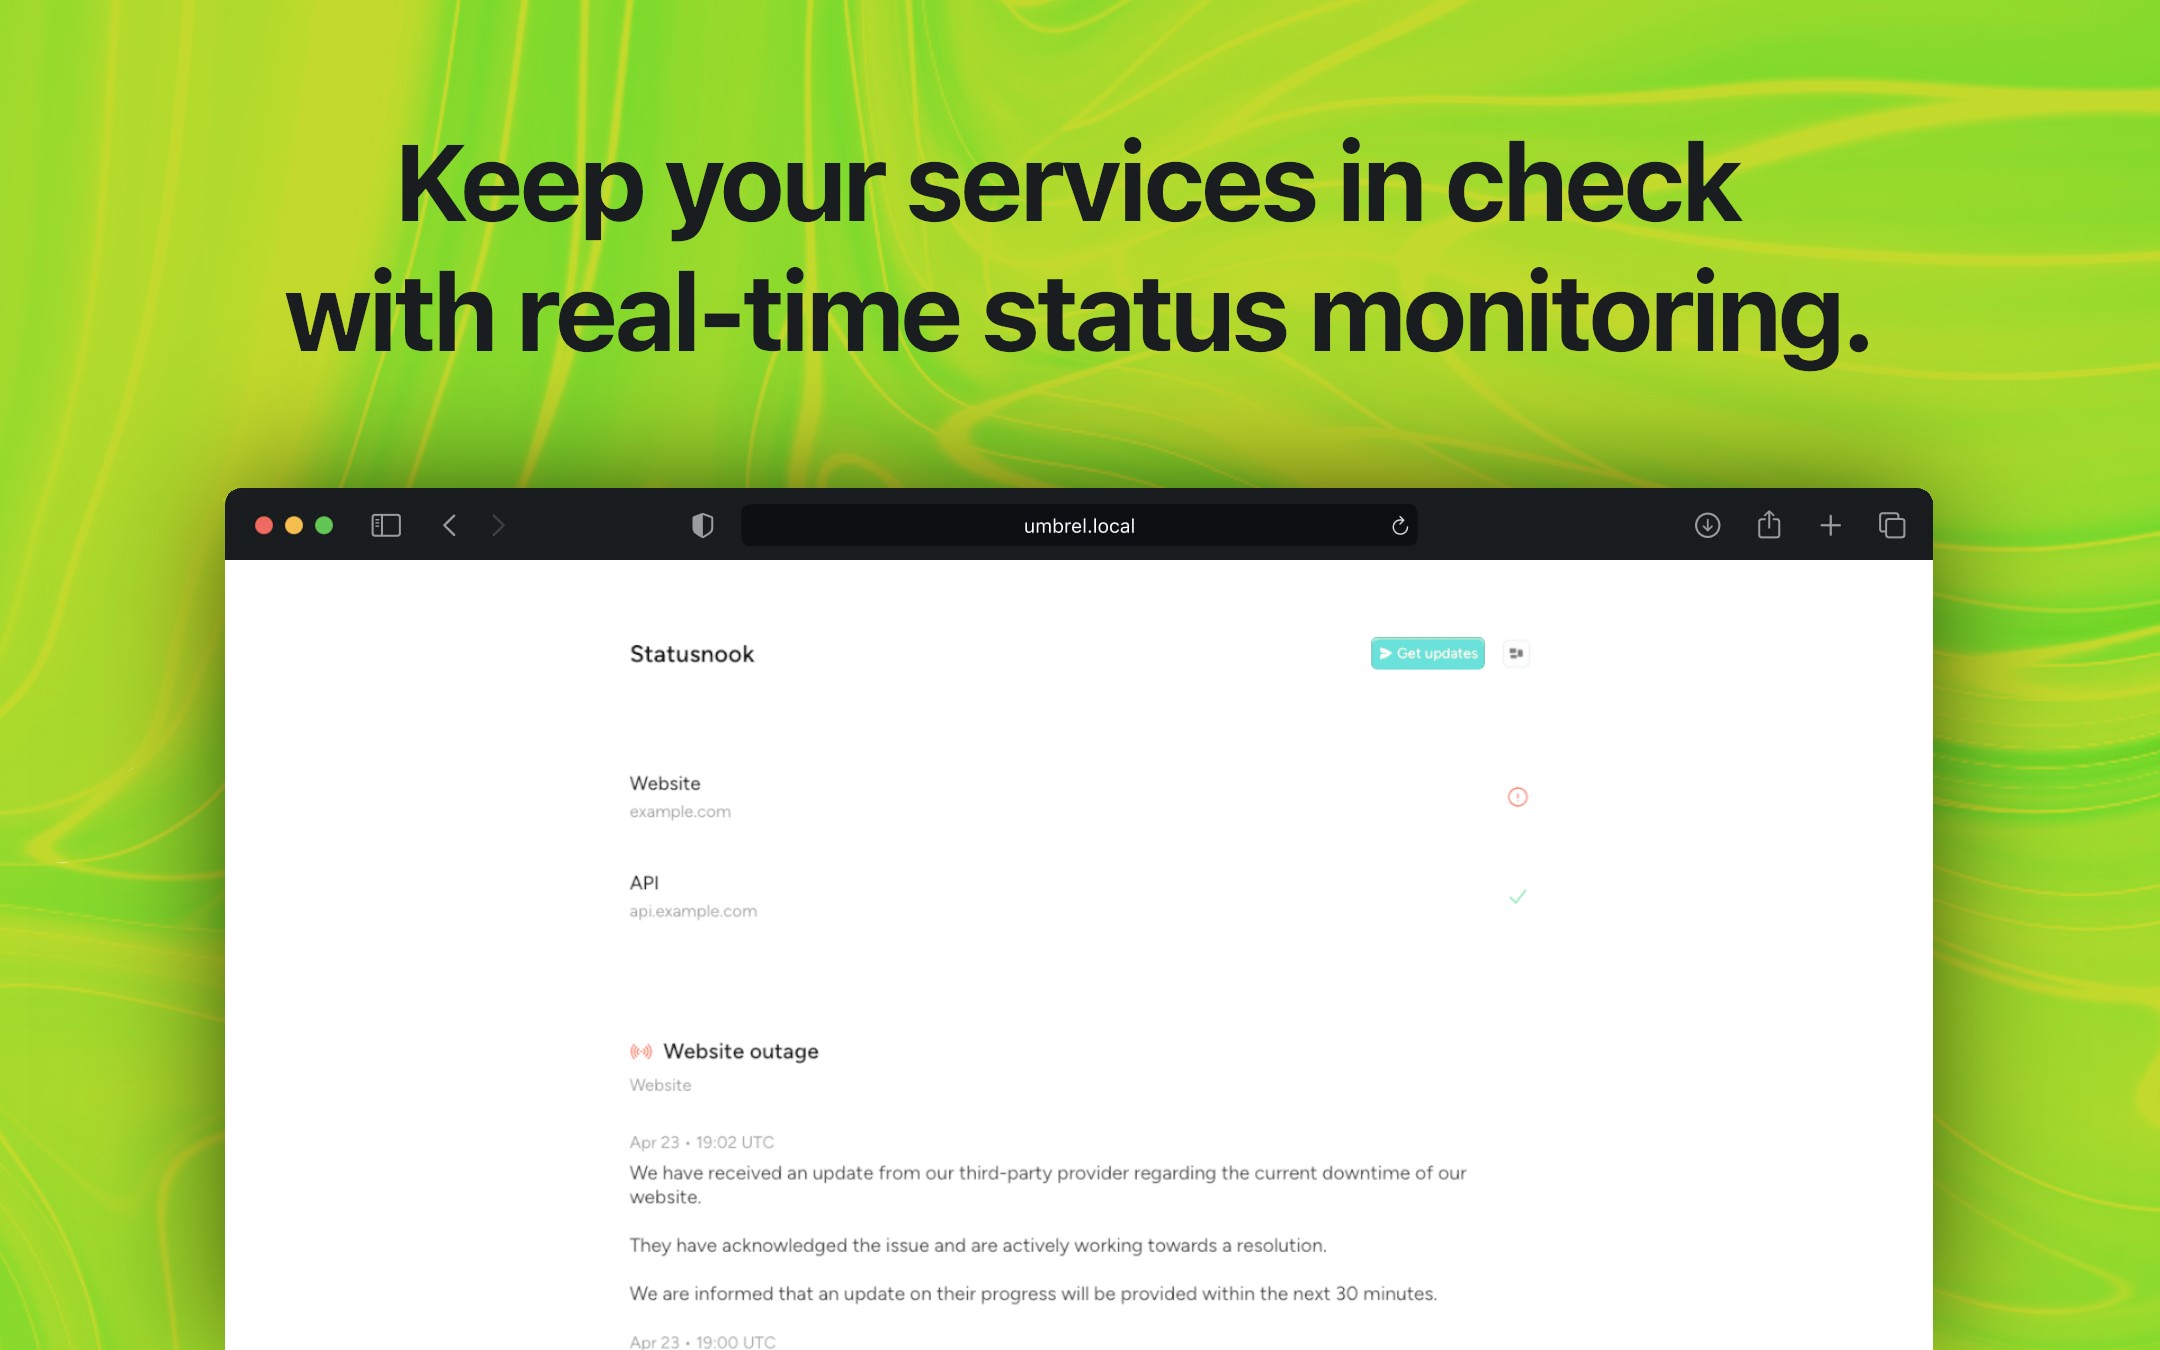 Keep your services in check
with real-time status monitoring.
umbrel.local
Statusnook
Get updates
Website
example.com
API
api.example.com
Website outage
Website
Apr 23 • 19:02 UTC
We have received an update from our third-party provider regarding the current downtime of our
website.
They have acknowledged the issue and are actively working towards a resolution.
We are informed that an update on their progress will be provided within the next 30 minutes.
Apr 23 • 19:00 UTC